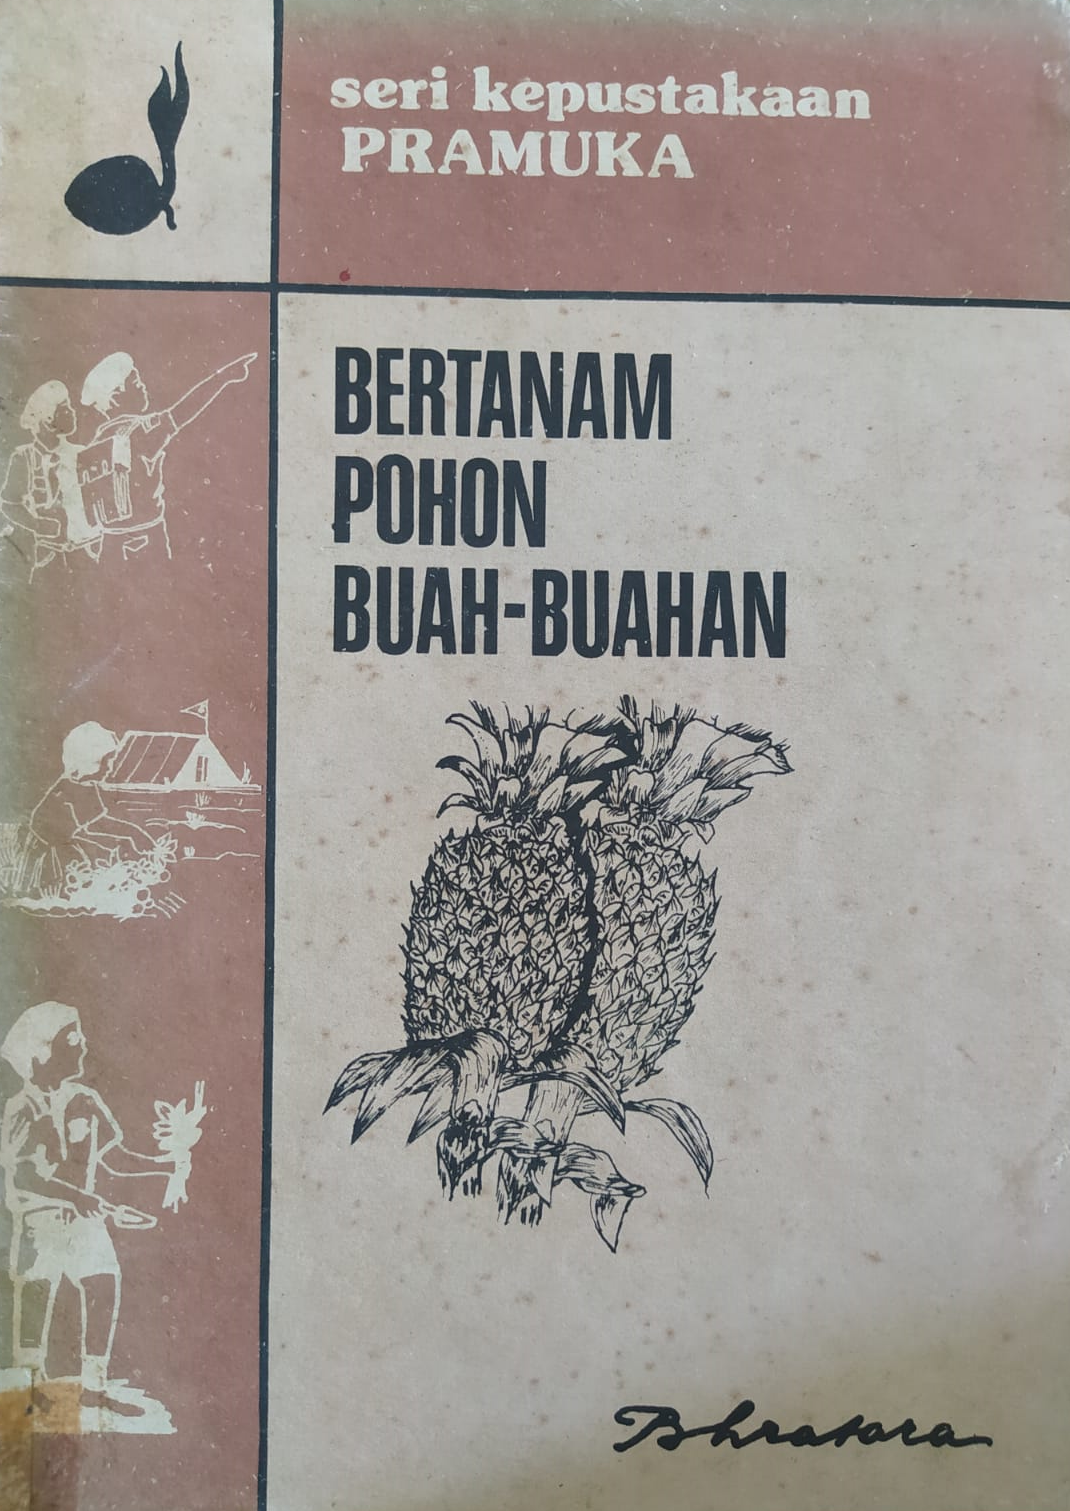 seri kepustakaan
PRAMUKA
BERTANAM
POHON
BUAH-BUAHAN
Bhratara